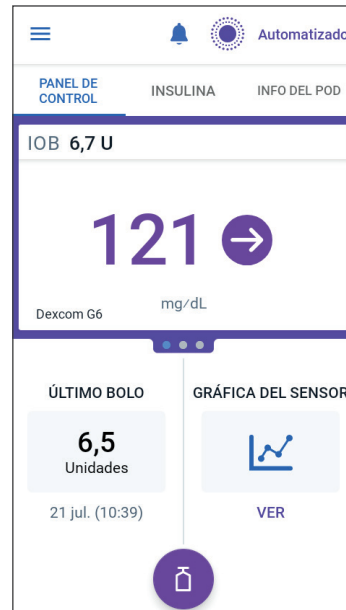 Automatizado
PANEL DE
CONTROL
INSULINA
INFO DEL POD
IOB 6,7 U
121
mg/dL
Dexcom G6
ÚLTIMO BOLO
GRÁFICA DEL SENSOR
6,5
Unidades
21 jul. (10:39)
VER